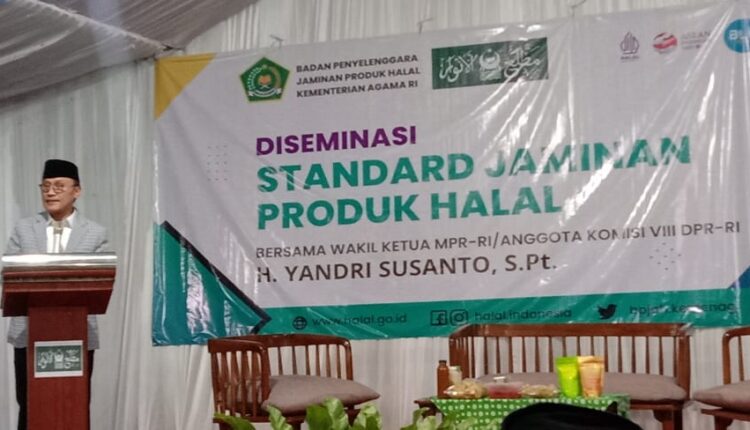 BADAN PENYELENGGARA
JAMINAN PRODUK HALAL
KEMENTERIAN AGAMA RI
DISEMINASI
STANDARD JAMINAN
PRODUK HALAL
BERSAMA WAKIL KETUA MPR-RI/ANGGOTA KOMISI VIII DPR-RI
H. YANDRI SUSANTO, S.Pt.
www.halal.go.id
halal.indonesia